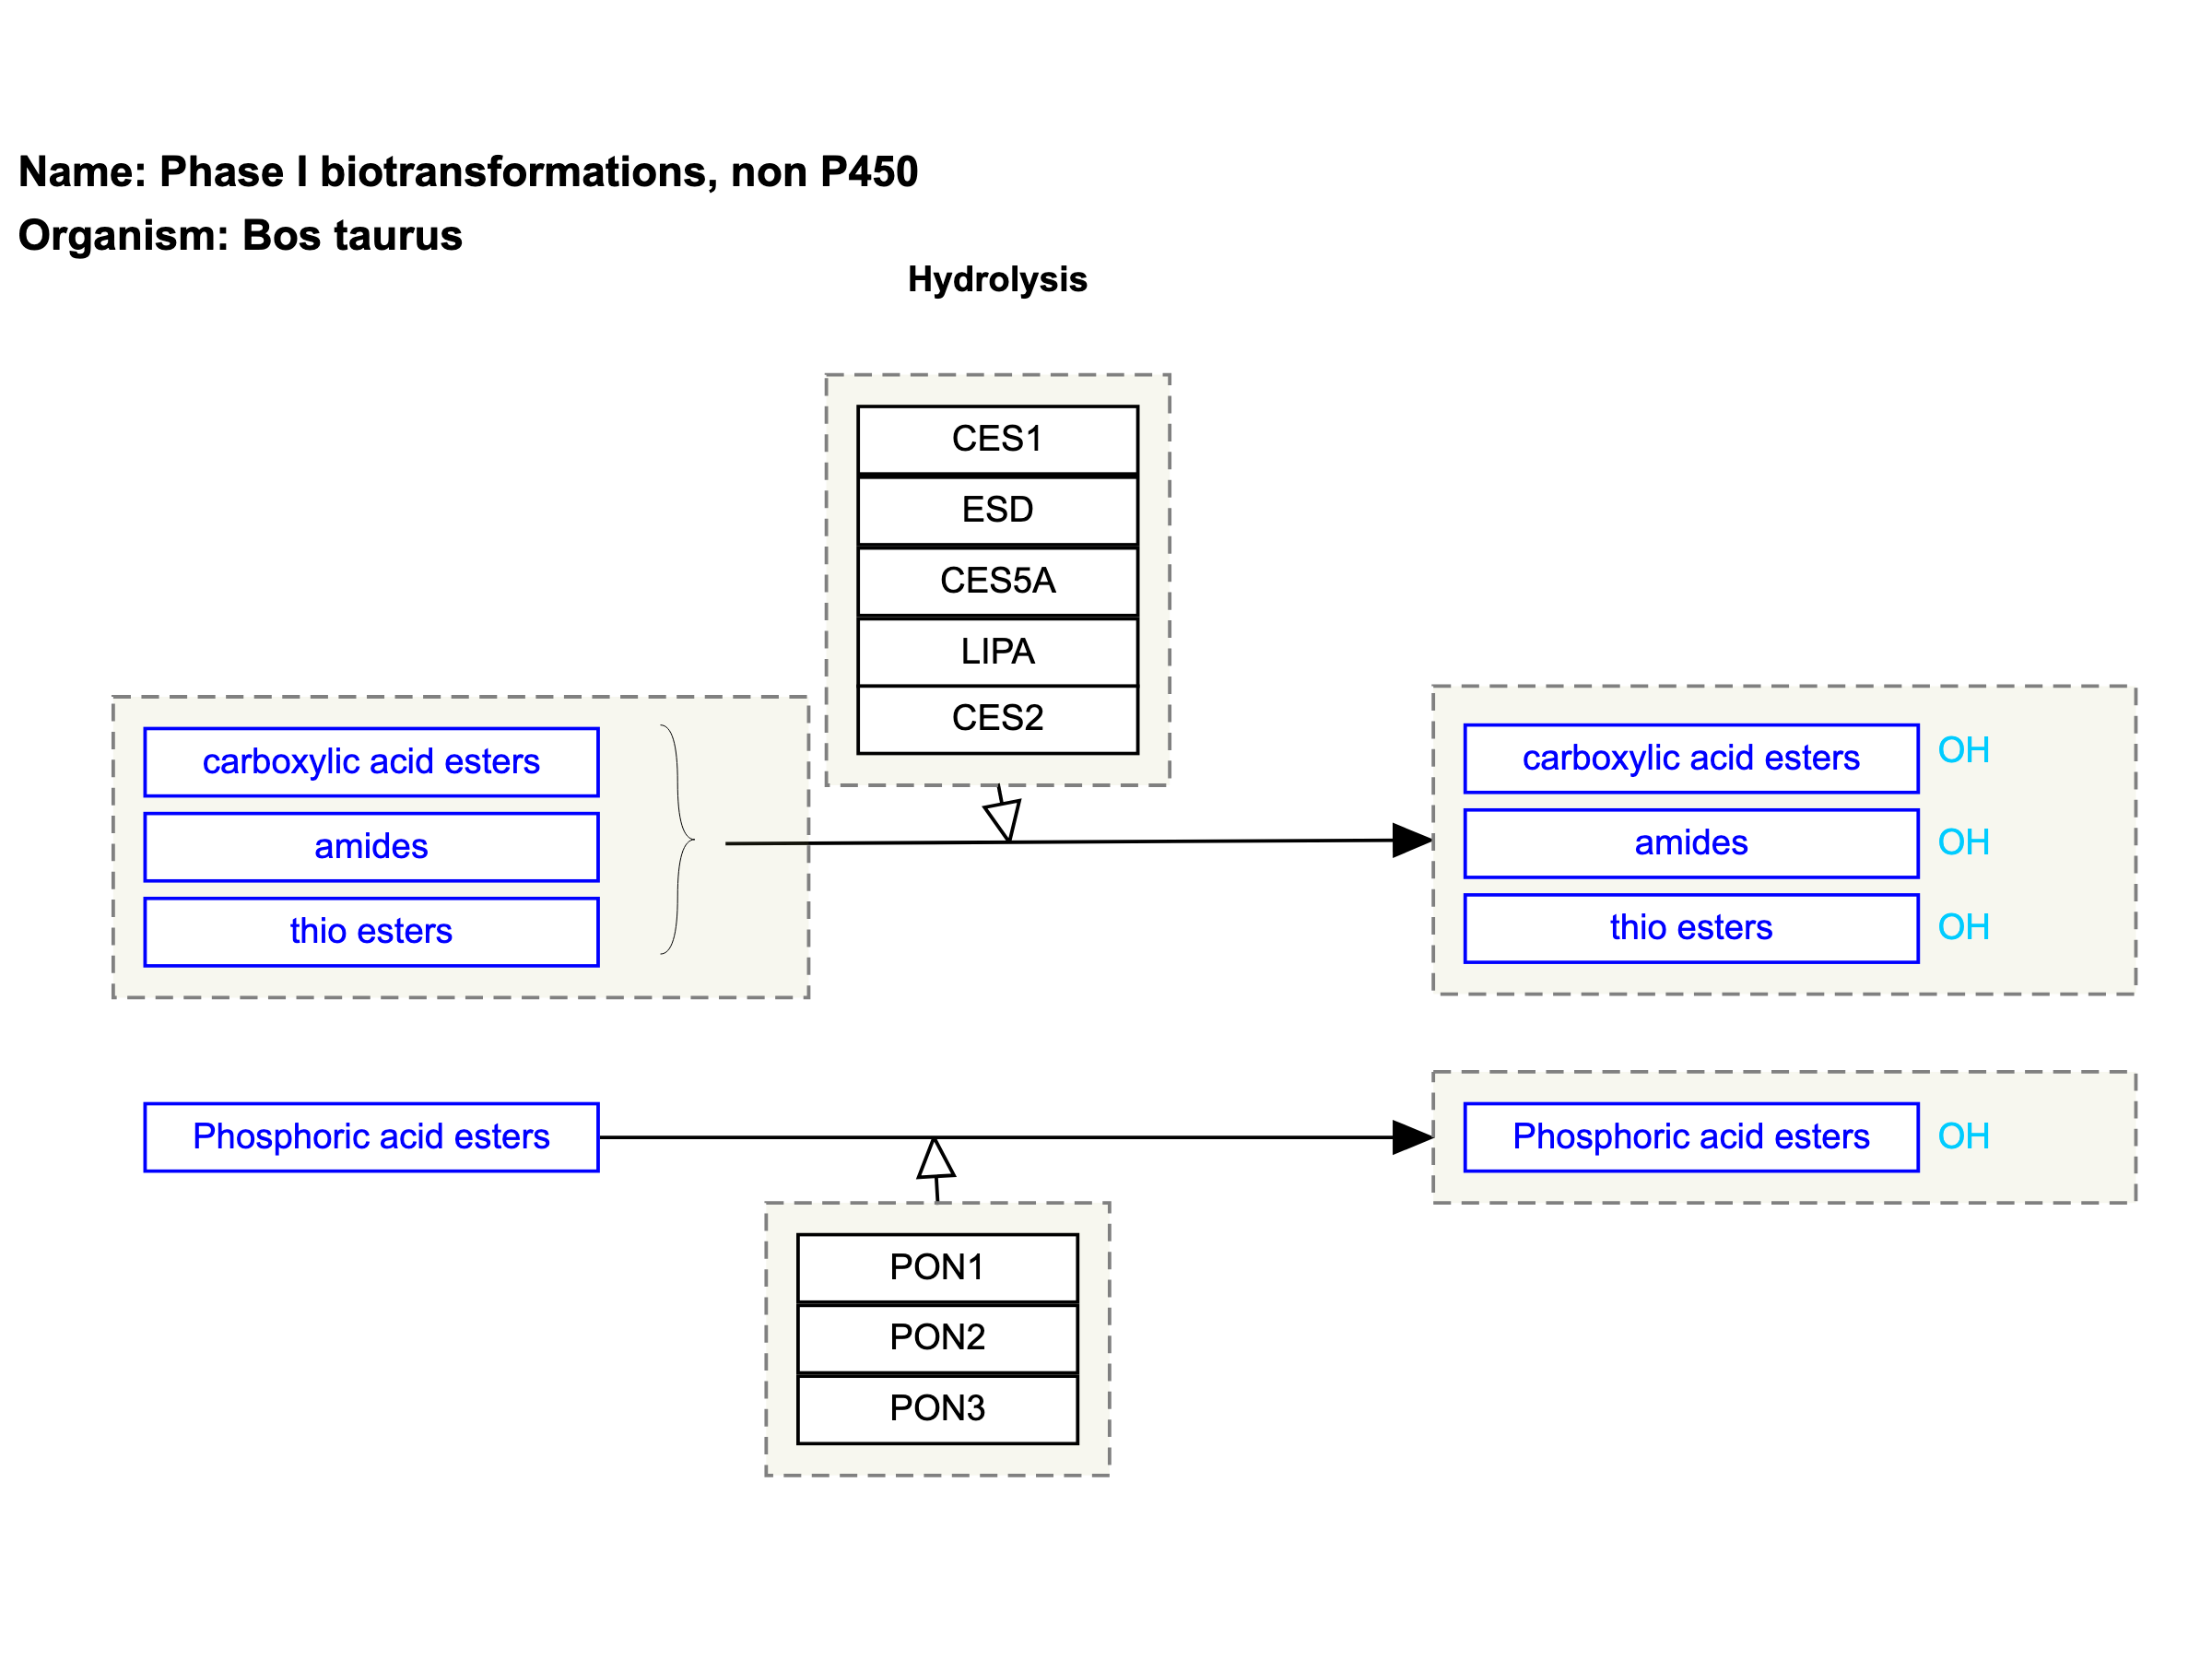 Name: Phase I biotransformations, non P450
Organism: Bos taurus
Hydrolysis
CES1
ESD
CES5A
LIPA
CES2
carboxylic acid esters
amides
thio esters
carboxylic acid esters OH
amides OH
thio esters OH
Phosphoric acid esters
Phosphoric acid esters OH
PON1
PON2
PON3